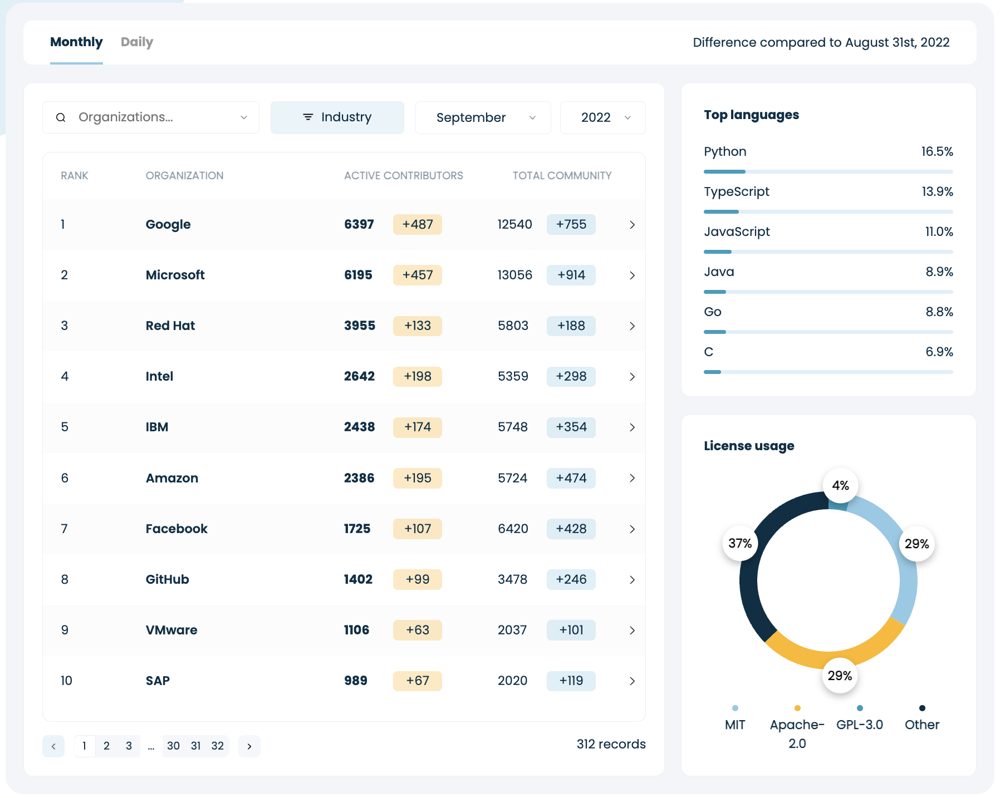 Monthly Daily Difference compared to August 31st, 2022
Organizations... Industry September 2022
RANK ORGANIZATION ACTIVE CONTRIBUTORS TOTAL COMMUNITY
1 Google 6397 +487 12540 +755
2 Microsoft 6195 +457 13056 +914
3 Red Hat 3955 +133 5803 +188
4 Intel 2642 +198 5359 +298
5 IBM 2438 +174 5748 +354
6 Amazon 2386 +195 5724 +474
7 Facebook 1725 +107 6420 +428
8 GitHub 1402 +99 3478 +246
9 VMware 1106 +63 2037 +101
10 SAP 989 +67 2020 +119
1 2 3 ... 30 31 32 312 records
Top languages
Python 16.5%
TypeScript 13.9%
JavaScript 11.0%
Java 8.9%
Go 8.8%
C 6.9%
License usage
4%
37% 29%
29%
MIT Apache- GPL-3.0 Other
2.0